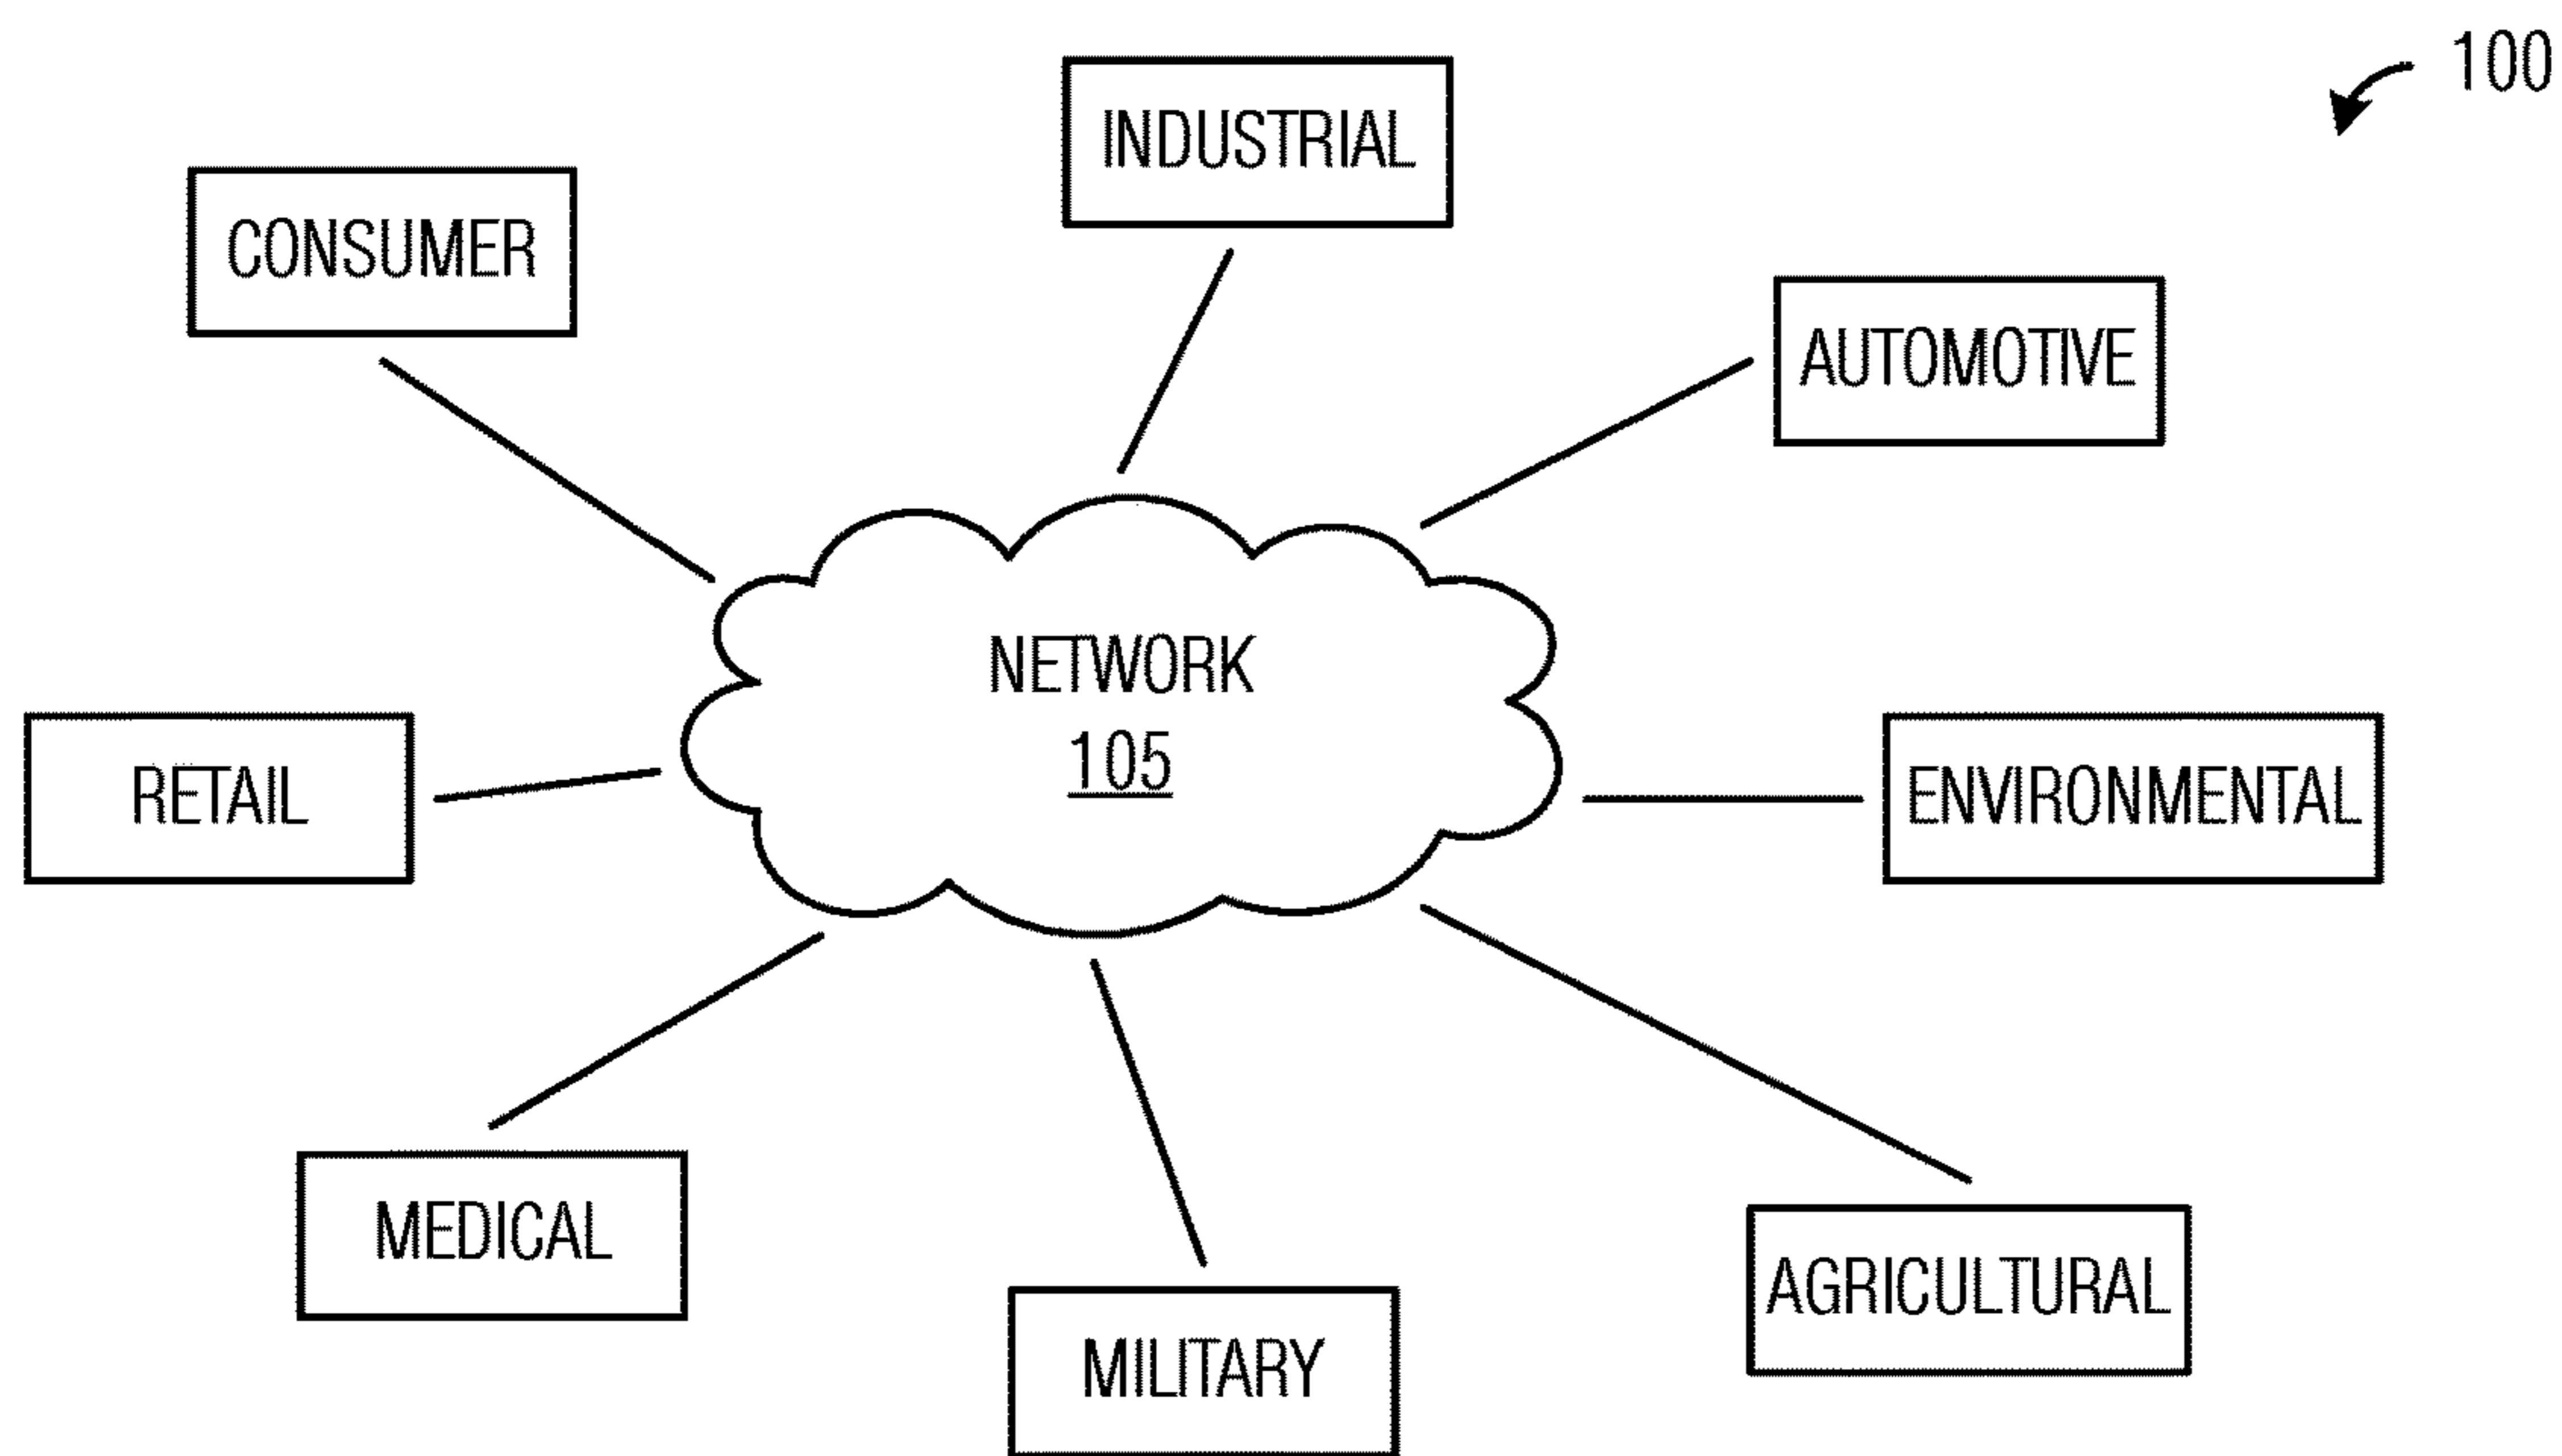 100
INDUSTRIAL
CONSUMER
AUTOMOTIVE
NETWORK
105
RETAIL
ENVIRONMENTAL
MEDICAL
AGRICULTURAL
MILITARY